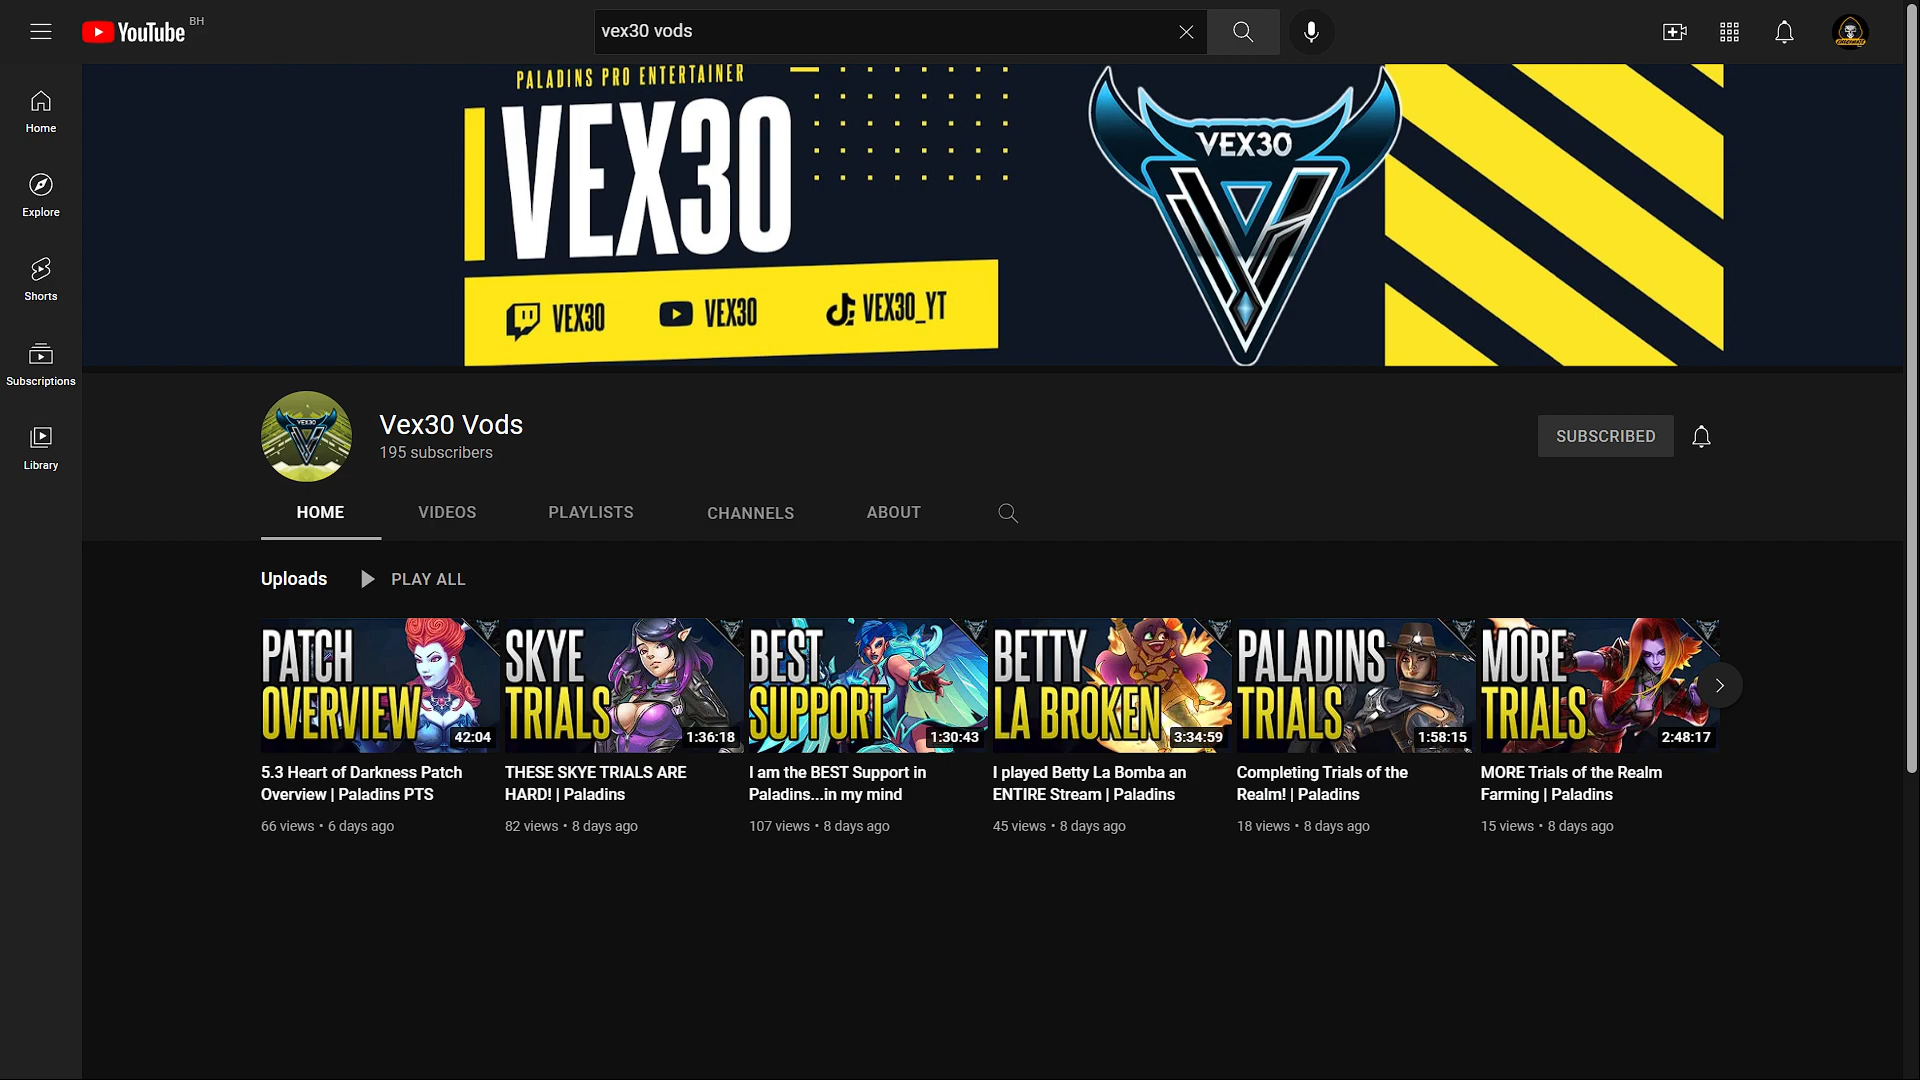 YouTube BH
vex30 vods
Home
Explore
Shorts
Subscriptions
Library
PALADINS PRO ENTERTAINER
VEX30
VEX30 VEX30 VEX30_YT
VEX30
Vex30 Vods
195 subscribers
SUBSCRIBED
HOME VIDEOS PLAYLISTS CHANNELS ABOUT
Uploads PLAY ALL
PATCH
OVERVIEW
42:04
5.3 Heart of Darkness Patch
Overview | Paladins PTS
66 views • 6 days ago
SKYE
TRIALS
1:36:18
THESE SKYE TRIALS ARE
HARD! | Paladins
82 views • 8 days ago
BEST
SUPPORT
1:30:43
I am the BEST Support in
Paladins...in my mind
107 views • 8 days ago
BETTY
LA BROKEN
3:34:59
I played Betty La Bomba an
ENTIRE Stream | Paladins
45 views • 8 days ago
PALADINS
TRIALS
1:58:15
Completing Trials of the
Realm! | Paladins
18 views • 8 days ago
MORE
TRIALS
2:48:17
MORE Trials of the Realm
Farming | Paladins
15 views • 8 days ago